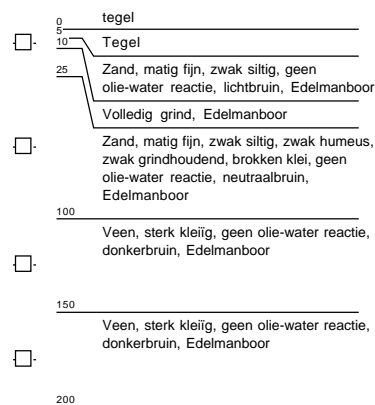 0 tegel
5
Tegel
10
Zand, matig fijn, zwak siltig, geen
olie-water reactie, lichtbruin, Edelmanboor
25
Volledig grind, Edelmanboor
Zand, matig fijn, zwak siltig, zwak humeus,
zwak grindhoudend, brokken klei, geen
olie-water reactie, neutraalbruin,
Edelmanboor
100
Veen, sterk kleiïg, geen olie-water reactie,
donkerbruin, Edelmanboor
150
Veen, sterk kleiïg, geen olie-water reactie,
donkerbruin, Edelmanboor
200